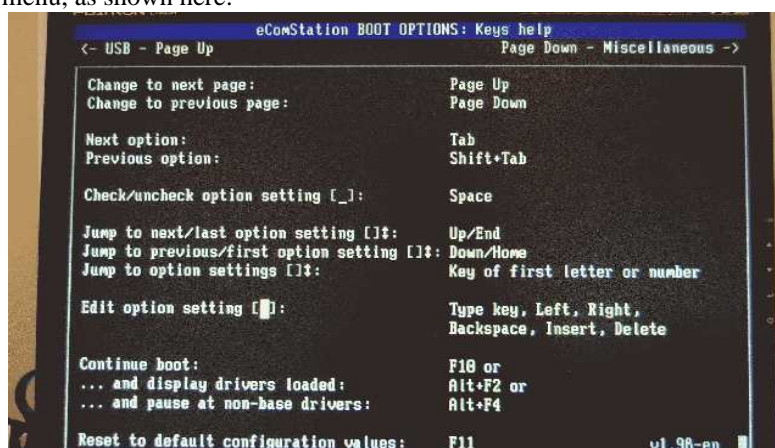 menu, as shown here.
eComStation BOOT OPTIONS: Keys help
<- USB - Page Up Page Down - Miscellaneous ->
Change to next page: Page Up
Change to previous page: Page Down
Next option: Tab
Previous option: Shift+Tab
Check/uncheck option setting [_]: Space
Jump to next/last option setting []↕: Up/End
Jump to previous/first option setting []↕: Down/Home
Jump to option settings []↕: Key of first letter or number
Edit option setting [█]: Type key, Left, Right,
Backspace, Insert, Delete
Continue boot: F10 or
... and display drivers loaded: Alt+F2 or
... and pause at non-base drivers: Alt+F4
Reset to default configuration values: F11 v1.98-en